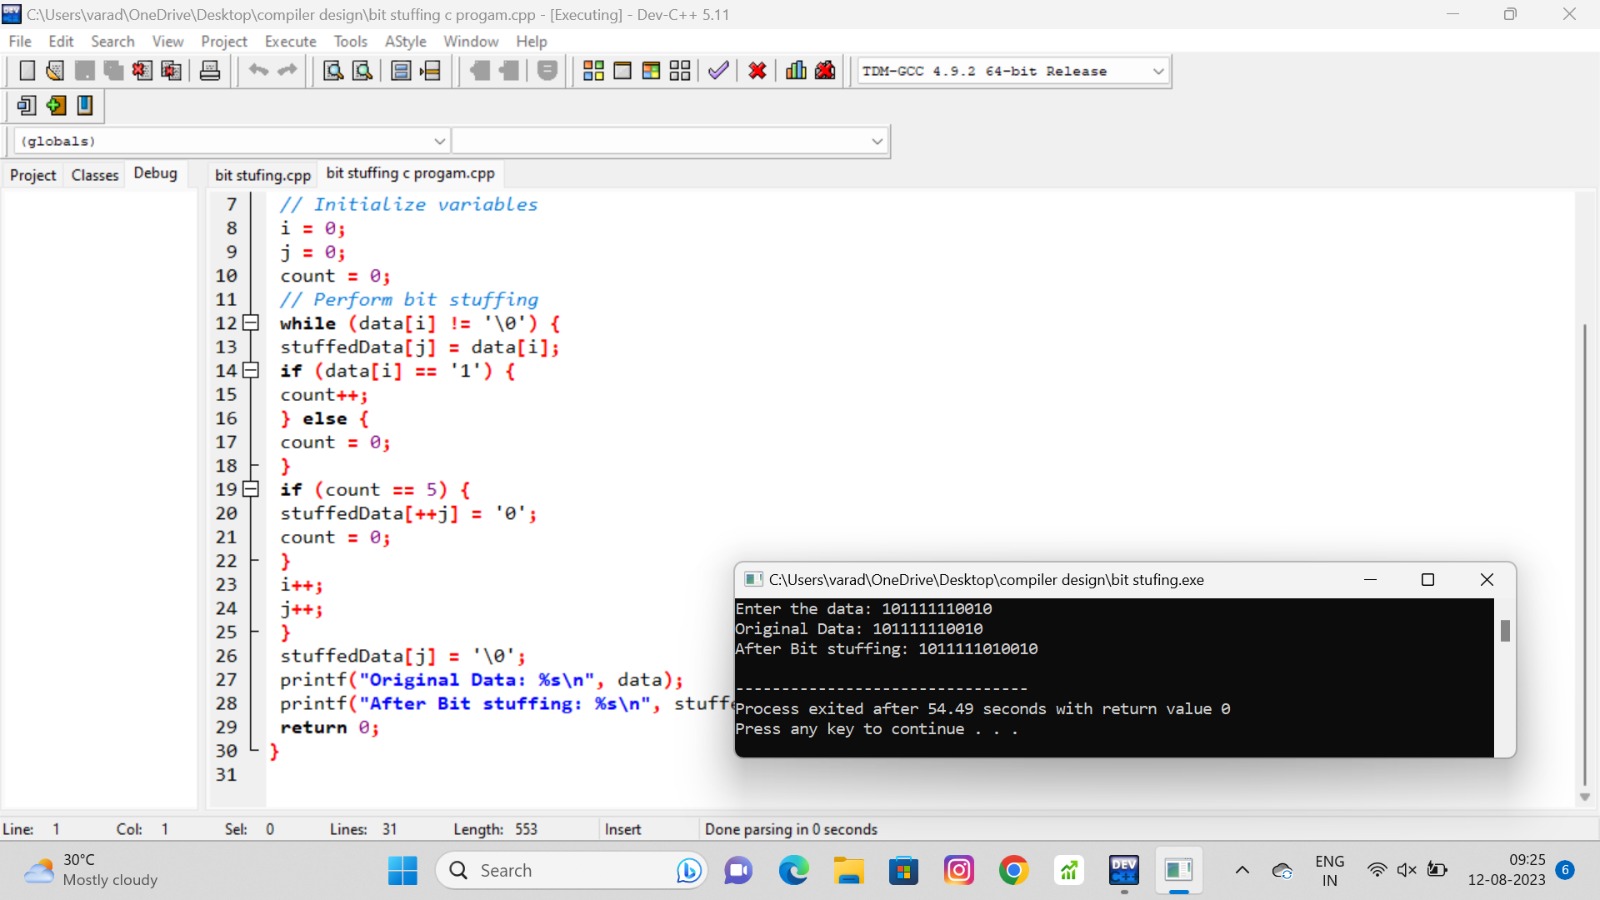 C:\Users\varad\OneDrive\Desktop\compiler design\bit stuffing c progam.cpp - [Executing] - Dev-C++ 5.11
File Edit Search View Project Execute Tools AStyle Window Help
TDM-GCC 4.9.2 64-bit Release
(globals)
Project Classes Debug
bit stufing.cpp bit stuffing c progam.cpp
7 // Initialize variables
8 i = 0;
9 j = 0;
10 count = 0;
11 // Perform bit stuffing
12 while (data[i] != '\0') {
13 stuffedData[j] = data[i];
14 if (data[i] == '1') {
15 count++;
16 } else {
17 count = 0;
18 }
19 if (count == 5) {
20 stuffedData[++j] = '0';
21 count = 0;
22 }
23 i++;
24 j++;
25 }
26 stuffedData[j] = '\0';
27 printf("Original Data: %s\n", data);
28 printf("After Bit stuffing: %s\n", stuff
29 return 0;
30 }
31
C:\Users\varad\OneDrive\Desktop\compiler design\bit stufing.exe
Enter the data: 101111110010
Original Data: 101111110010
After Bit stuffing: 1011111010010
--------------------------------
Process exited after 54.49 seconds with return value 0
Press any key to continue . . .
Line: 1 Col: 1 Sel: 0 Lines: 31 Length: 553 Insert Done parsing in 0 seconds
30°C
Mostly cloudy
Search
DEV
C++
ENG
IN
09:25
12-08-2023
6